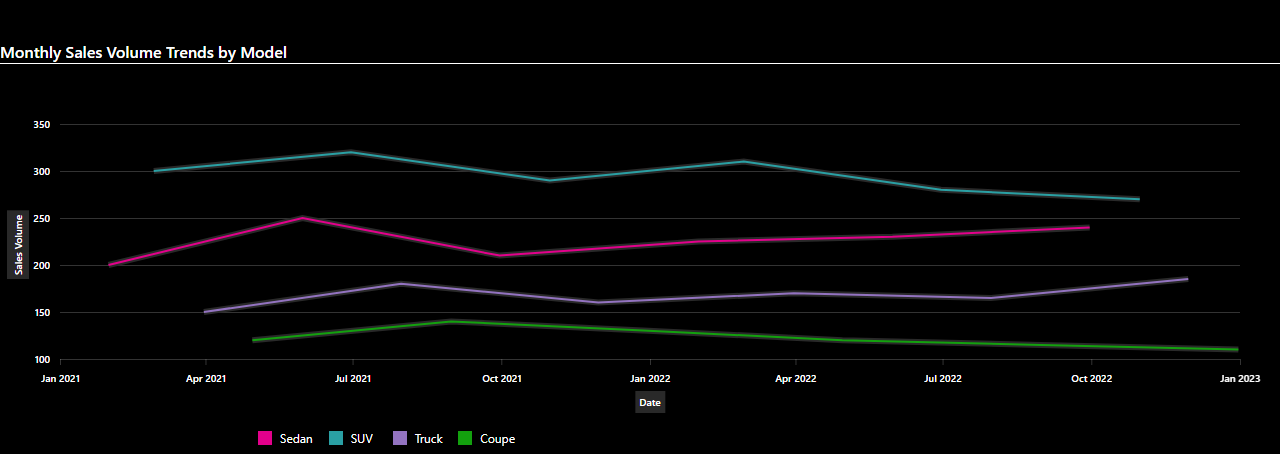 Monthly Sales Volume Trends by Model
350
300
250
200
150
100
Sales Volume
Jan 2021 Apr 2021 Jul 2021 Oct 2021 Jan 2022 Apr 2022 Jul 2022 Oct 2022 Jan 2023
Date
Sedan SUV Truck Coupe